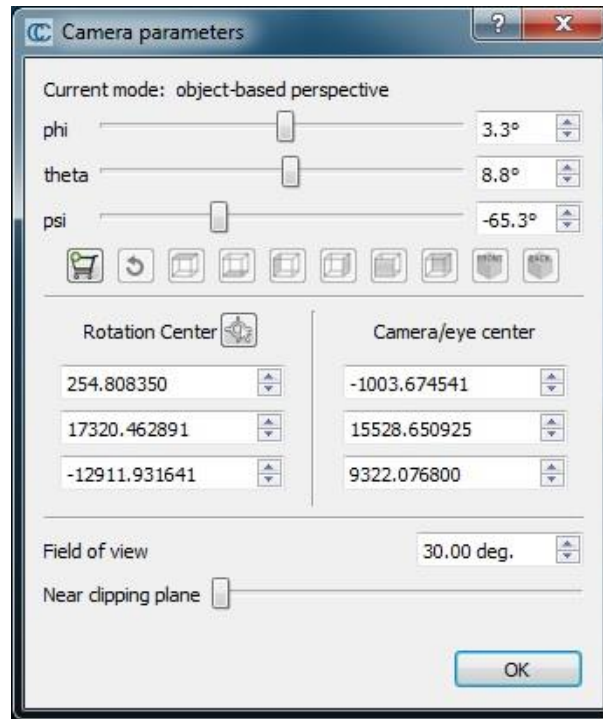 Camera parameters
Current mode: object-based perspective
phi 3.3°
theta 8.8°
psi -65.3°
FRONT BACK
Rotation Center Camera/eye center
254.808350 -1003.674541
17320.462891 15528.650925
-12911.931641 9322.076800
Field of view 30.00 deg.
Near clipping plane
OK